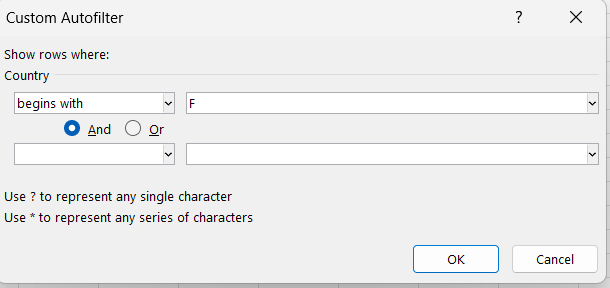 Custom Autofilter ?
Show rows where:
Country
begins with F
And Or
Use ? to represent any single character
Use * to represent any series of characters
OK Cancel